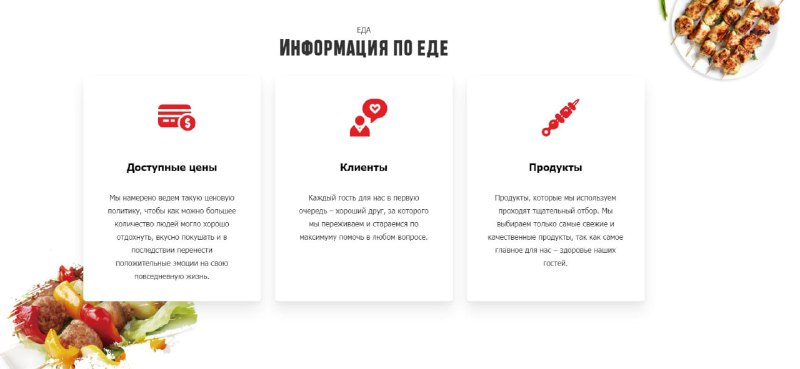 ЕДА
Информация по еде
Доступные цены
Мы намерено ведем такую ценовую
политику, чтобы как можно большее
количество людей могло хорошо
отдохнуть, вкусно покушать и в
последствии перенести
положительные эмоции на свою
повседневную жизнь.
Клиенты
Каждый гость для нас в первую
очередь – хороший друг, за которого
мы переживаем и стараемся по
максимуму помочь в любом вопросе.
Продукты
Продукты, которые мы используем
проходят тщательный отбор. Мы
выбираем только самые свежие и
качественные продукты, так как самое
главное для нас – здоровье наших
гостей.